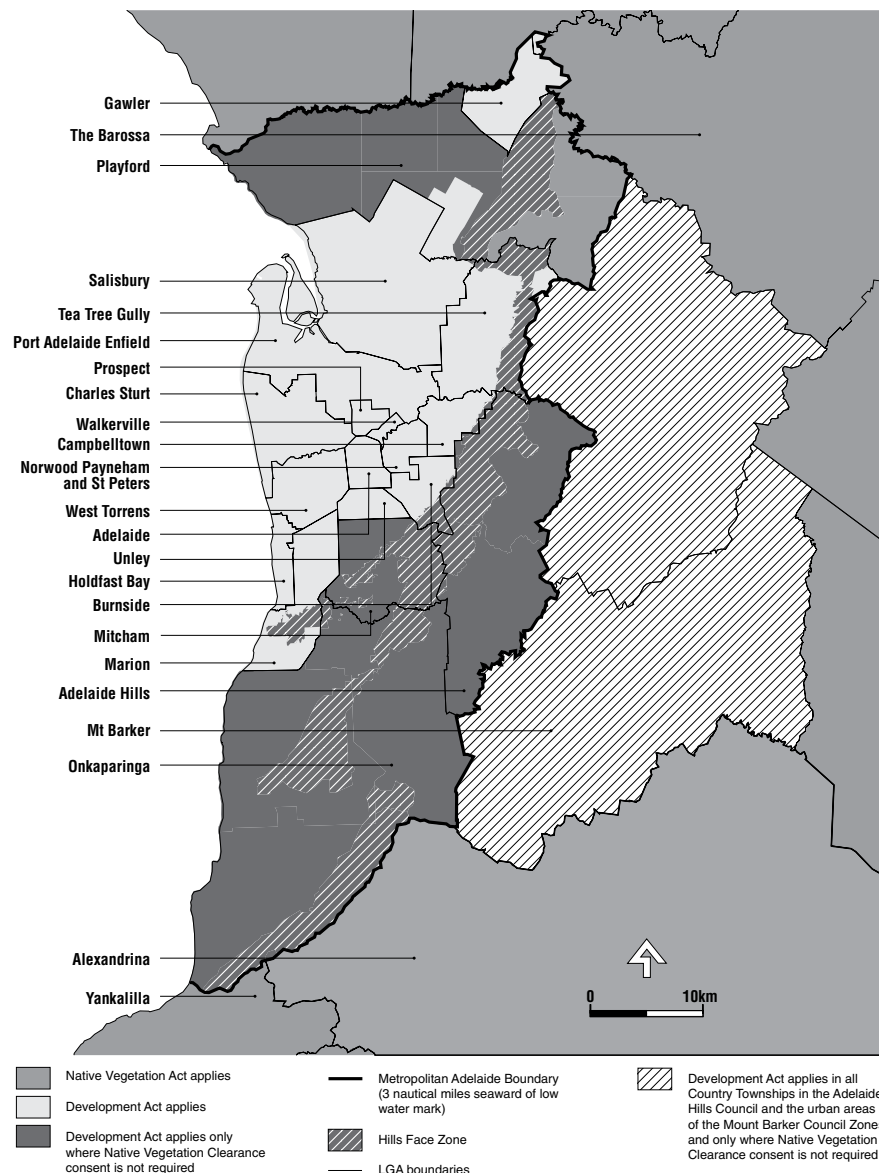 Gawler
The Barossa
Playford
Salisbury
Tea Tree Gully
Port Adelaide Enfield
Prospect
Charles Sturt
Walkerville
Campbelltown
Norwood Payneham
and St Peters
West Torrens
Adelaide
Unley
Holdfast Bay
Burnside
Mitcham
Marion
Adelaide Hills
Mt Barker
Onkaparinga
Alexandrina
Yankalilla
0 10km
Native Vegetation Act applies
Development Act applies
Development Act applies only
where Native Vegetation Clearance
consent is not required
Metropolitan Adelaide Boundary
(3 nautical miles seaward of low
water mark)
Hills Face Zone
LGA boundaries
Development Act applies in all
Country Townships in the Adelaide
Hills Council and the urban areas
of the Mount Barker Council Zone
and only where Native Vegetation
Clearance consent is not required